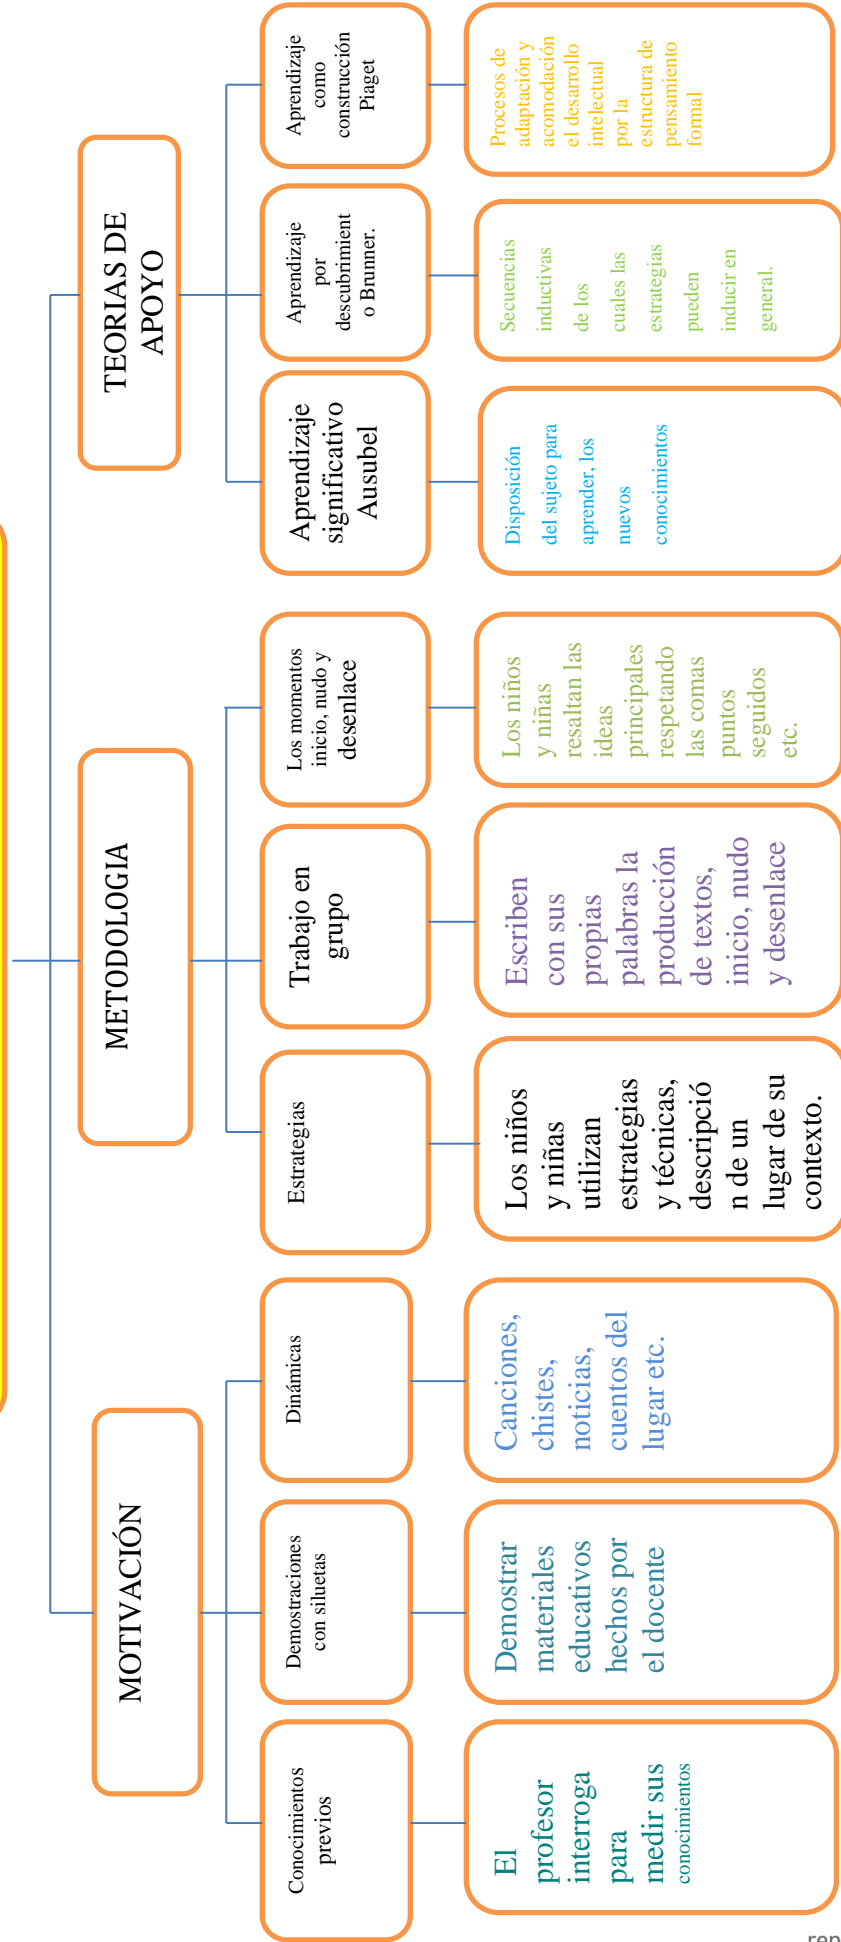 MOTIVACIÓN
METODOLOGIA
TEORIAS DE
APOYO
Conocimientos
previos
Demostraciones
con siluetas
Dinámicas
Estrategias
Trabajo en
grupo
Los momentos
inicio, nudo y
desenlace
Aprendizaje
significativo
Ausubel
Aprendizaje
por
descubrimient
o Brunner.
Aprendizaje
como
construcción
Piaget
El
profesor
interroga
para
medir sus
conocimientos
Demostrar
materiales
educativos
hechos por
el docente
Canciones,
chistes,
noticias,
cuentos del
lugar etc.
Los niños
y niñas
utilizan
estrategias
y técnicas,
descripció
n de un
lugar de su
contexto.
Escriben
con sus
propias
palabras la
producción
de textos,
inicio, nudo
y desenlace
Los niños
y niñas
resaltan las
ideas
principales
respetando
las comas
puntos
seguidos
etc.
Disposición
del sujeto para
aprender, los
nuevos
conocimientos
Secuencias
inductivas
de los
cuales las
estrategias
pueden
inducir en
general.
Procesos de
adaptación y
acomodación
el desarrollo
intelectual
por la
estructura de
pensamiento
formal
rep